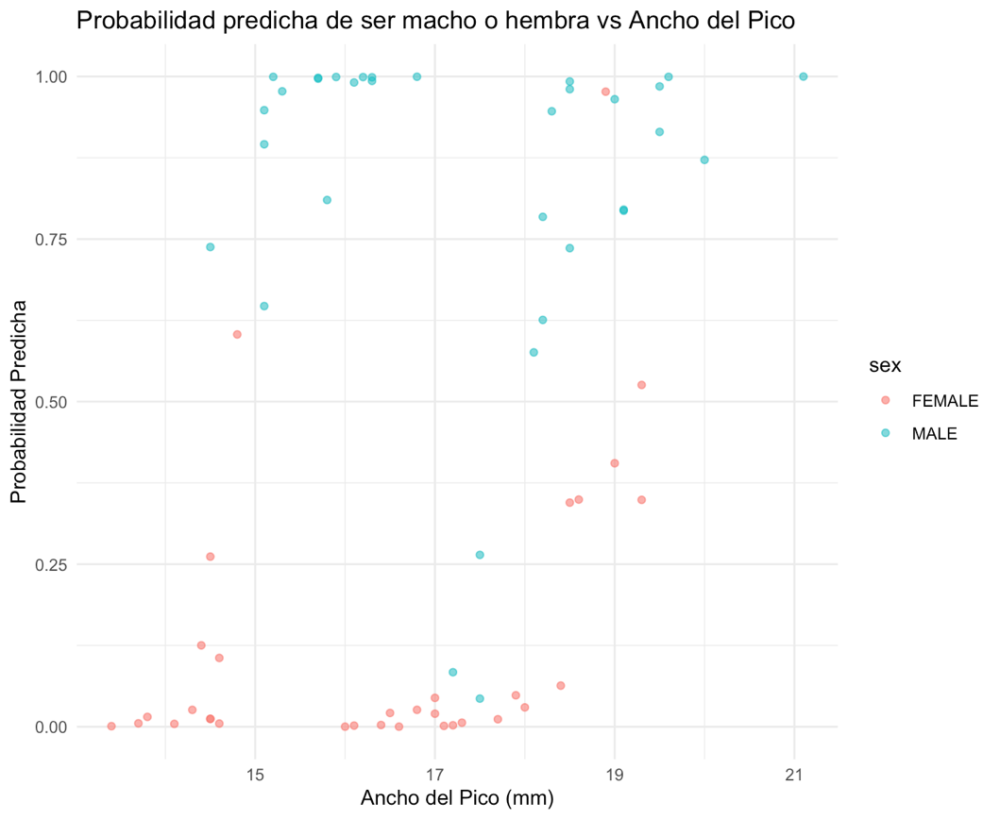 Probabilidad predicha de ser macho o hembra vs Ancho del Pico
Probabilidad Predicha
1.00
0.75
0.50
0.25
0.00
15
17
19
21
Ancho del Pico (mm)
sex
FEMALE
MALE